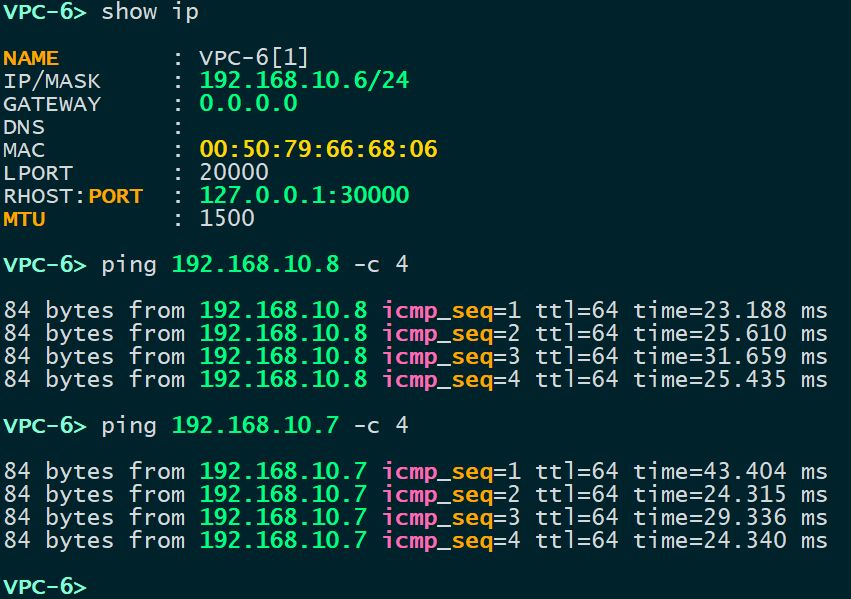 VPC-6> show ip
NAME : VPC-6[1]
IP/MASK : 192.168.10.6/24
GATEWAY : 0.0.0.0
DNS :
MAC : 00:50:79:66:68:06
LPORT : 20000
RHOST:PORT : 127.0.0.1:30000
MTU : 1500
VPC-6> ping 192.168.10.8 -c 4
84 bytes from 192.168.10.8 icmp_seq=1 ttl=64 time=23.188 ms
84 bytes from 192.168.10.8 icmp_seq=2 ttl=64 time=25.610 ms
84 bytes from 192.168.10.8 icmp_seq=3 ttl=64 time=31.659 ms
84 bytes from 192.168.10.8 icmp_seq=4 ttl=64 time=25.435 ms
VPC-6> ping 192.168.10.7 -c 4
84 bytes from 192.168.10.7 icmp_seq=1 ttl=64 time=43.404 ms
84 bytes from 192.168.10.7 icmp_seq=2 ttl=64 time=24.315 ms
84 bytes from 192.168.10.7 icmp_seq=3 ttl=64 time=29.336 ms
84 bytes from 192.168.10.7 icmp_seq=4 ttl=64 time=24.340 ms
VPC-6>